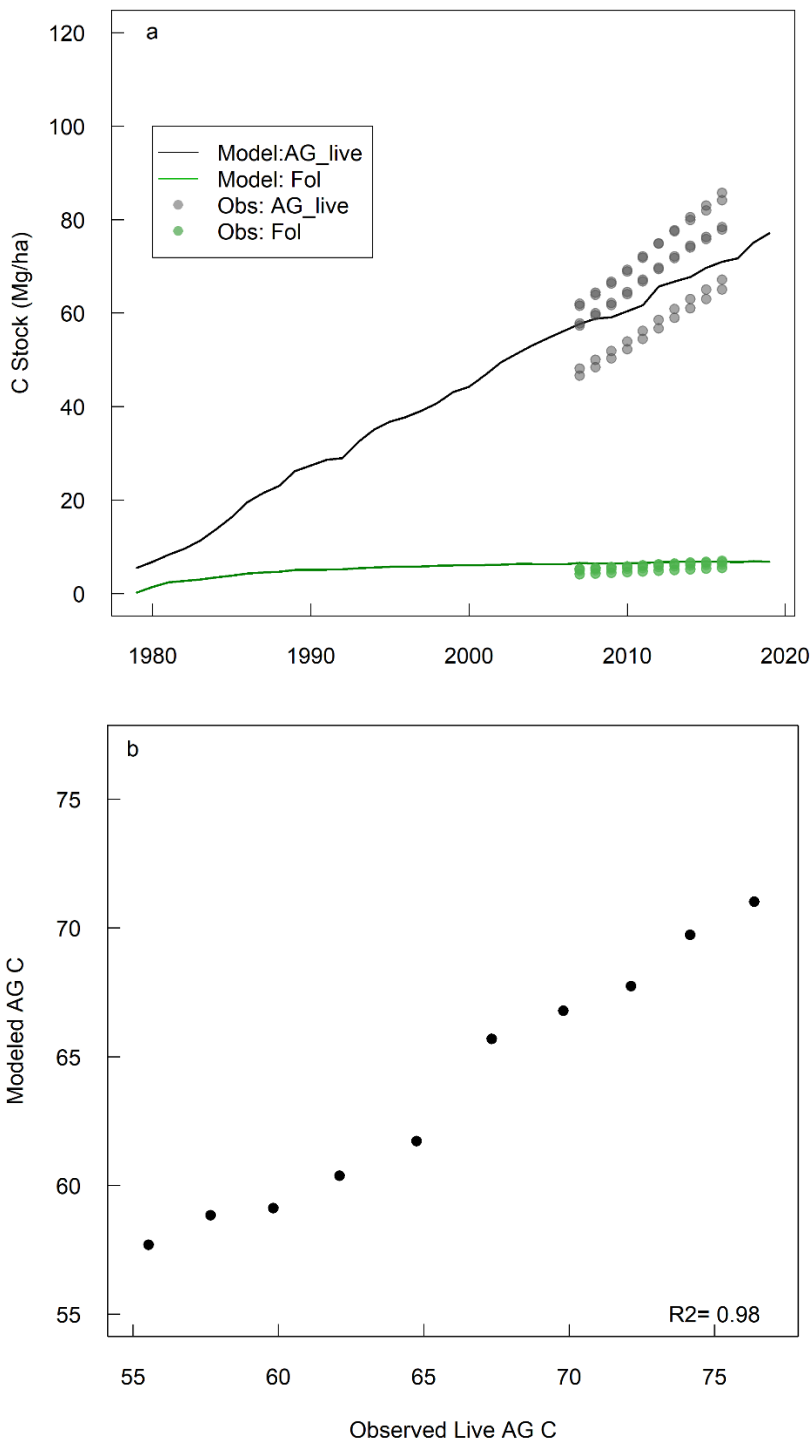 a
120
100
80
60
40
20
0
C Stock (Mg/ha)
Model:AG_live
Model: Fol
Obs: AG_live
Obs: Fol
1980 1990 2000 2010 2020
b
75
70
65
60
55
Modeled AG C
R2= 0.98
55 60 65 70 75
Observed Live AG C